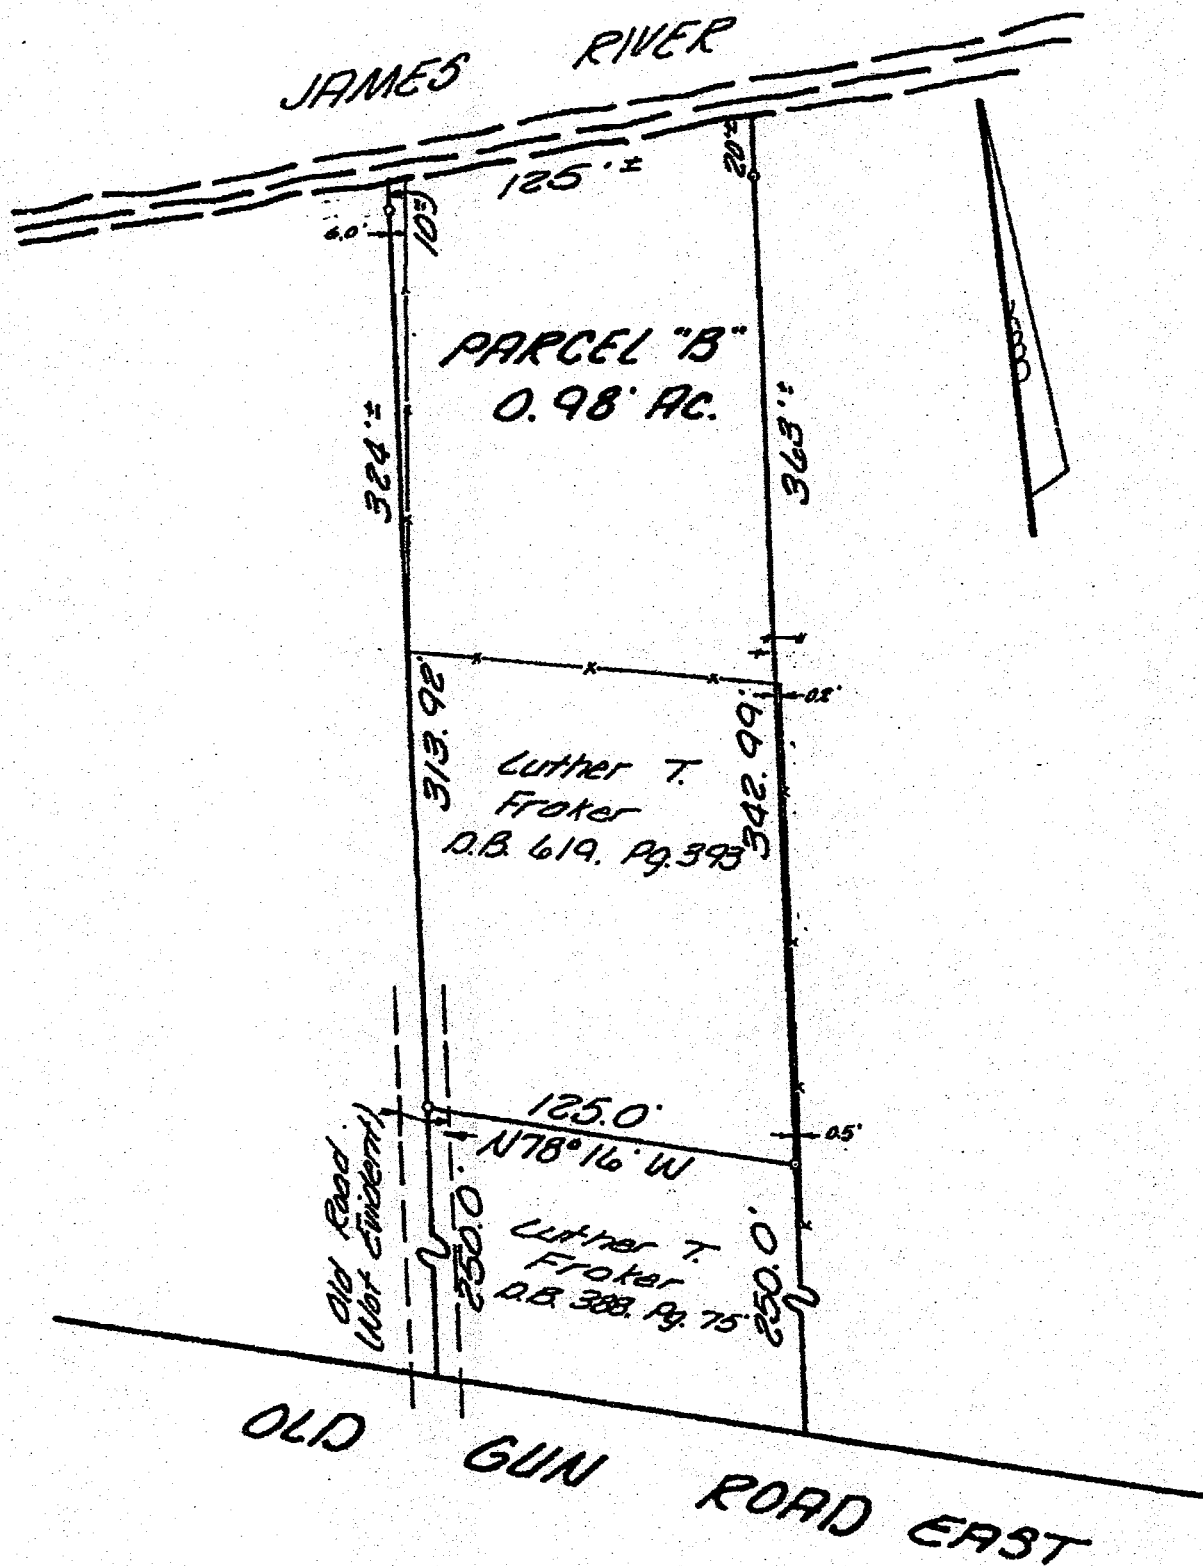 JAMES RIVER
125'±
20'±
10'±
6.0'
PARCEL "B"
0.98' AC.
324'±
363'±
0.2'
313.92'
342.99'
Luther T.
Froker
D.B. 619. Pg. 393
125.0'
N78°16'W
0.5'
Old Road
(Not Evident)
250.0'
250.0'
Luther T.
Froker
D.B. 388. Pg. 75
OLD GUN ROAD EAST